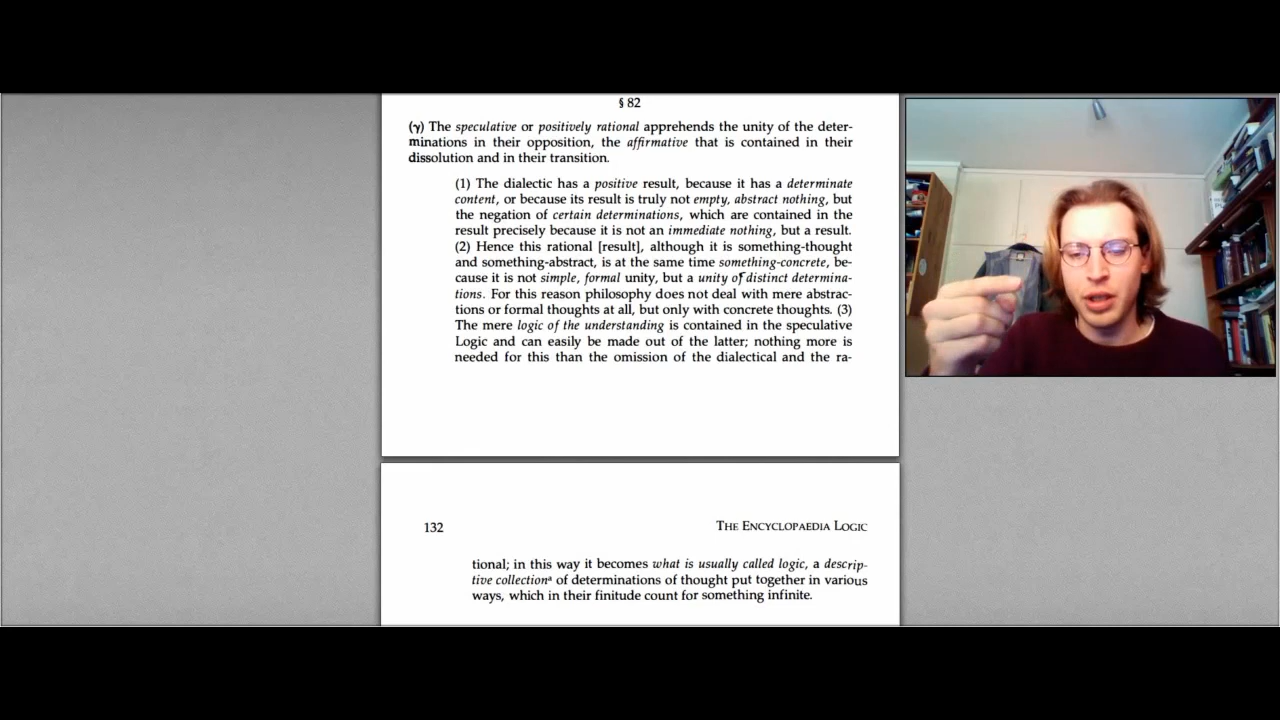 § 82
(γ) The speculative or positively rational apprehends the unity of the deter-
minations in their opposition, the affirmative that is contained in their
dissolution and in their transition.
(1) The dialectic has a positive result, because it has a determinate
content, or because its result is truly not empty, abstract nothing, but
the negation of certain determinations, which are contained in the
result precisely because it is not an immediate nothing, but a result.
(2) Hence this rational [result], although it is something-thought
and something-abstract, is at the same time something-concrete, be-
cause it is not simple, formal unity, but a unity of distinct determina-
tions. For this reason philosophy does not deal with mere abstrac-
tions or formal thoughts at all, but only with concrete thoughts. (3)
The mere logic of the understanding is contained in the speculative
Logic and can easily be made out of the latter; nothing more is
needed for this than the omission of the dialectical and the ra-
132
THE ENCYCLOPAEDIA LOGIC
tional; in this way it becomes what is usually called logic, a descrip-
tive collectionᵃ of determinations of thought put together in various
ways, which in their finitude count for something infinite.